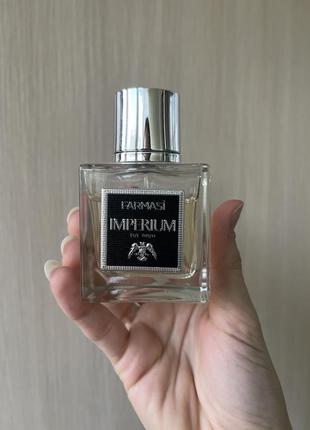 FARMASİ
IMPERIUM
for men